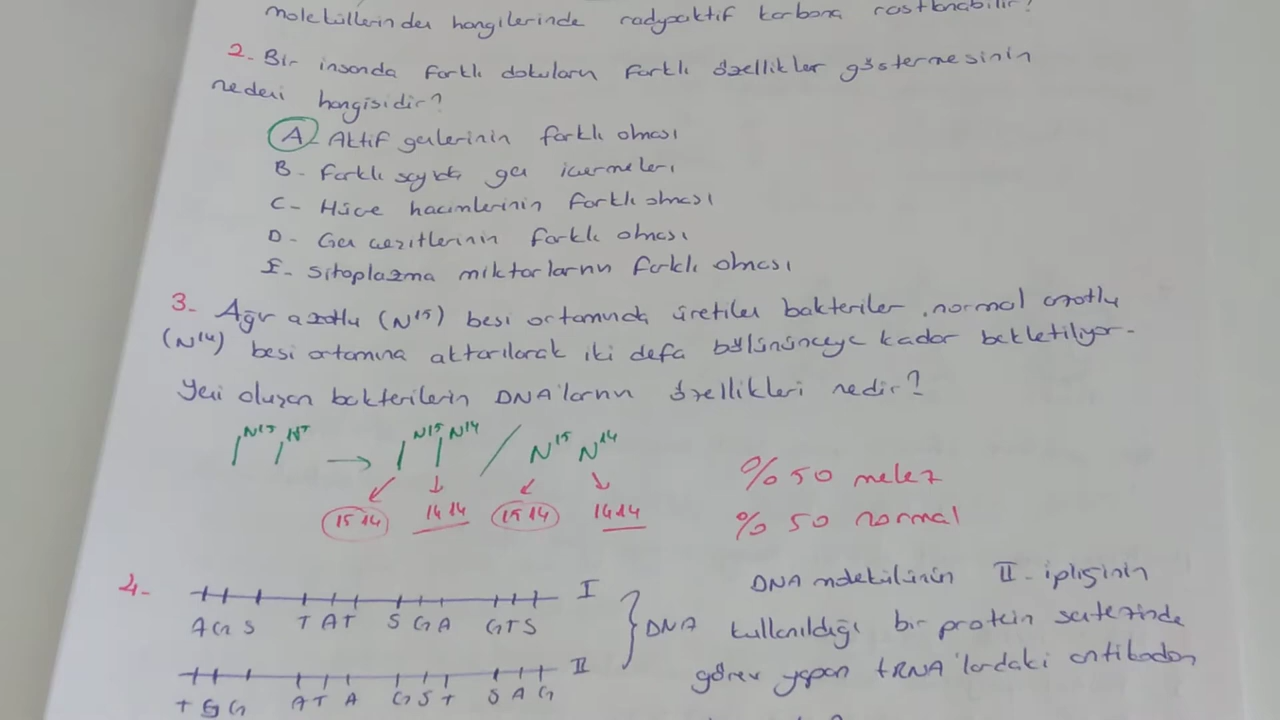 moleküllerinden hangilerinde radyoaktif karbona rastlanabilir?
2- Bir insanda farklı dokuların farklı özellikler göstermesinin
nedeni hangisidir?
A- Aktif genlerinin farklı olması
B- Farklı sayıda gen içermeleri
C- Hücre hacimlerinin farklı olması
D- Gen çeşitlerinin farklı olması
E- Sitoplazma miktarlarının farklı olması
3- Ağır azotlu (N15) besi ortamında üretilen bakteriler, normal azotlu
(N14) besi ortamına aktarılarak iki defa bölününceye kadar bekletiliyor.
Yeni oluşan bakterilerin DNA'larının özellikleri nedir?
N15 N15 → N15 N14 / N15 N14
15 14 14 14 15 14 14 14
% 50 melez
% 50 normal
4- I
A G S T A T S G A G T S
II
T S G A T A G S T S A G
DNA
DNA molekülünün II. ipliğinin
kullanıldığı bir protein sentezinde
görev yapan tRNA'lardaki antikodon